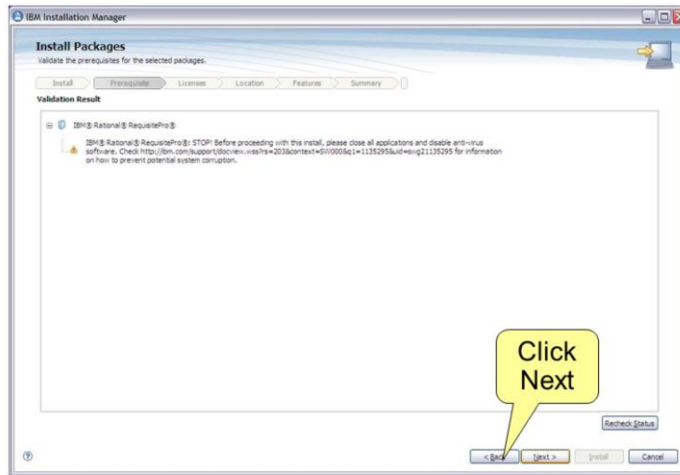 IBM Installation Manager
Install Packages
Validate the prerequisites for the selected packages.
Install Prerequisite Licenses Location Features Summary
Validation Result
IBM® Rational® RequisitePro®
IBM® Rational® RequisitePro®: STOP! Before proceeding with this install, please close all applications and disable anti-virus
software. Check http://ibm.com/support/docview.wss?rs=203&context=SW000&q1=1135295&uid=swg21135295 for information
on how to prevent potential system corruption.
Click
Next
Recheck Status
< Back Next > Install Cancel